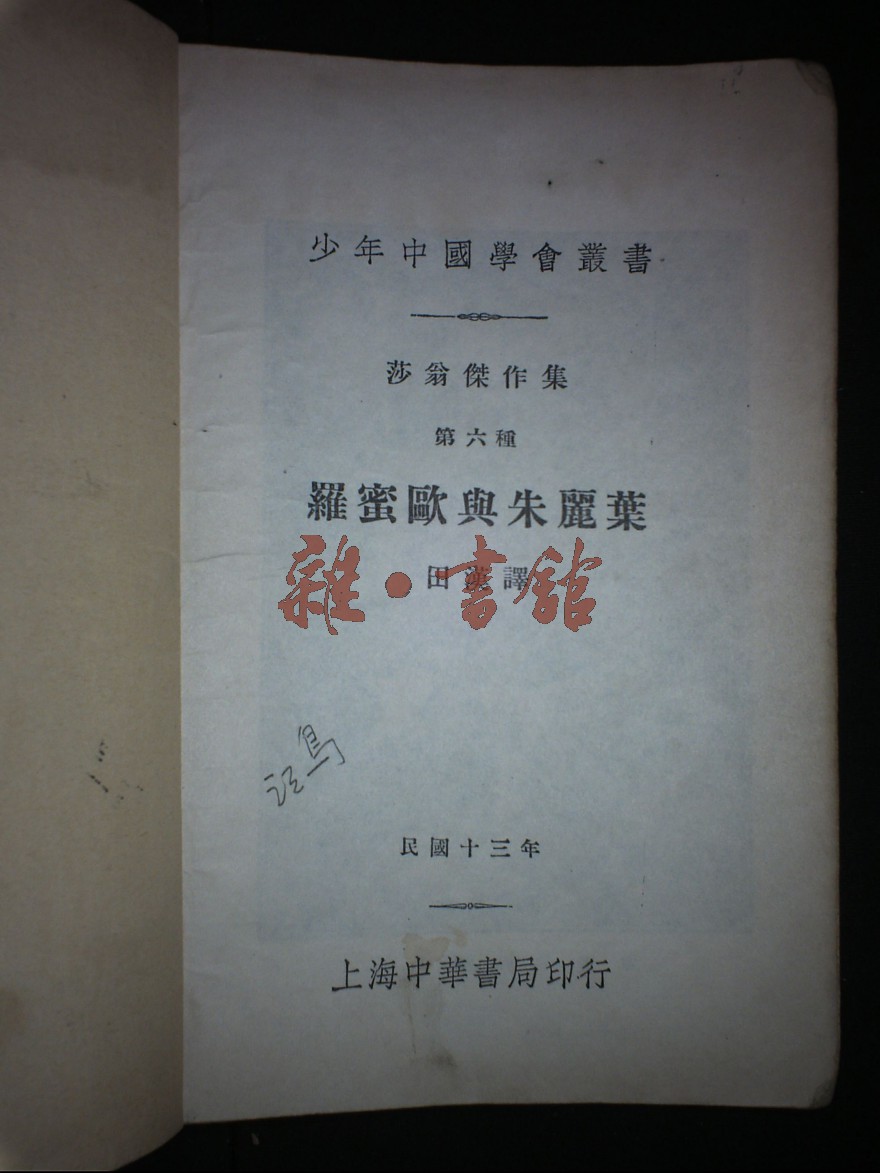 少年中國學會叢書
莎翁傑作集
第六種
羅蜜歐與朱麗葉
田漢譯
雜·書舘
民國十三年
上海中華書局印行